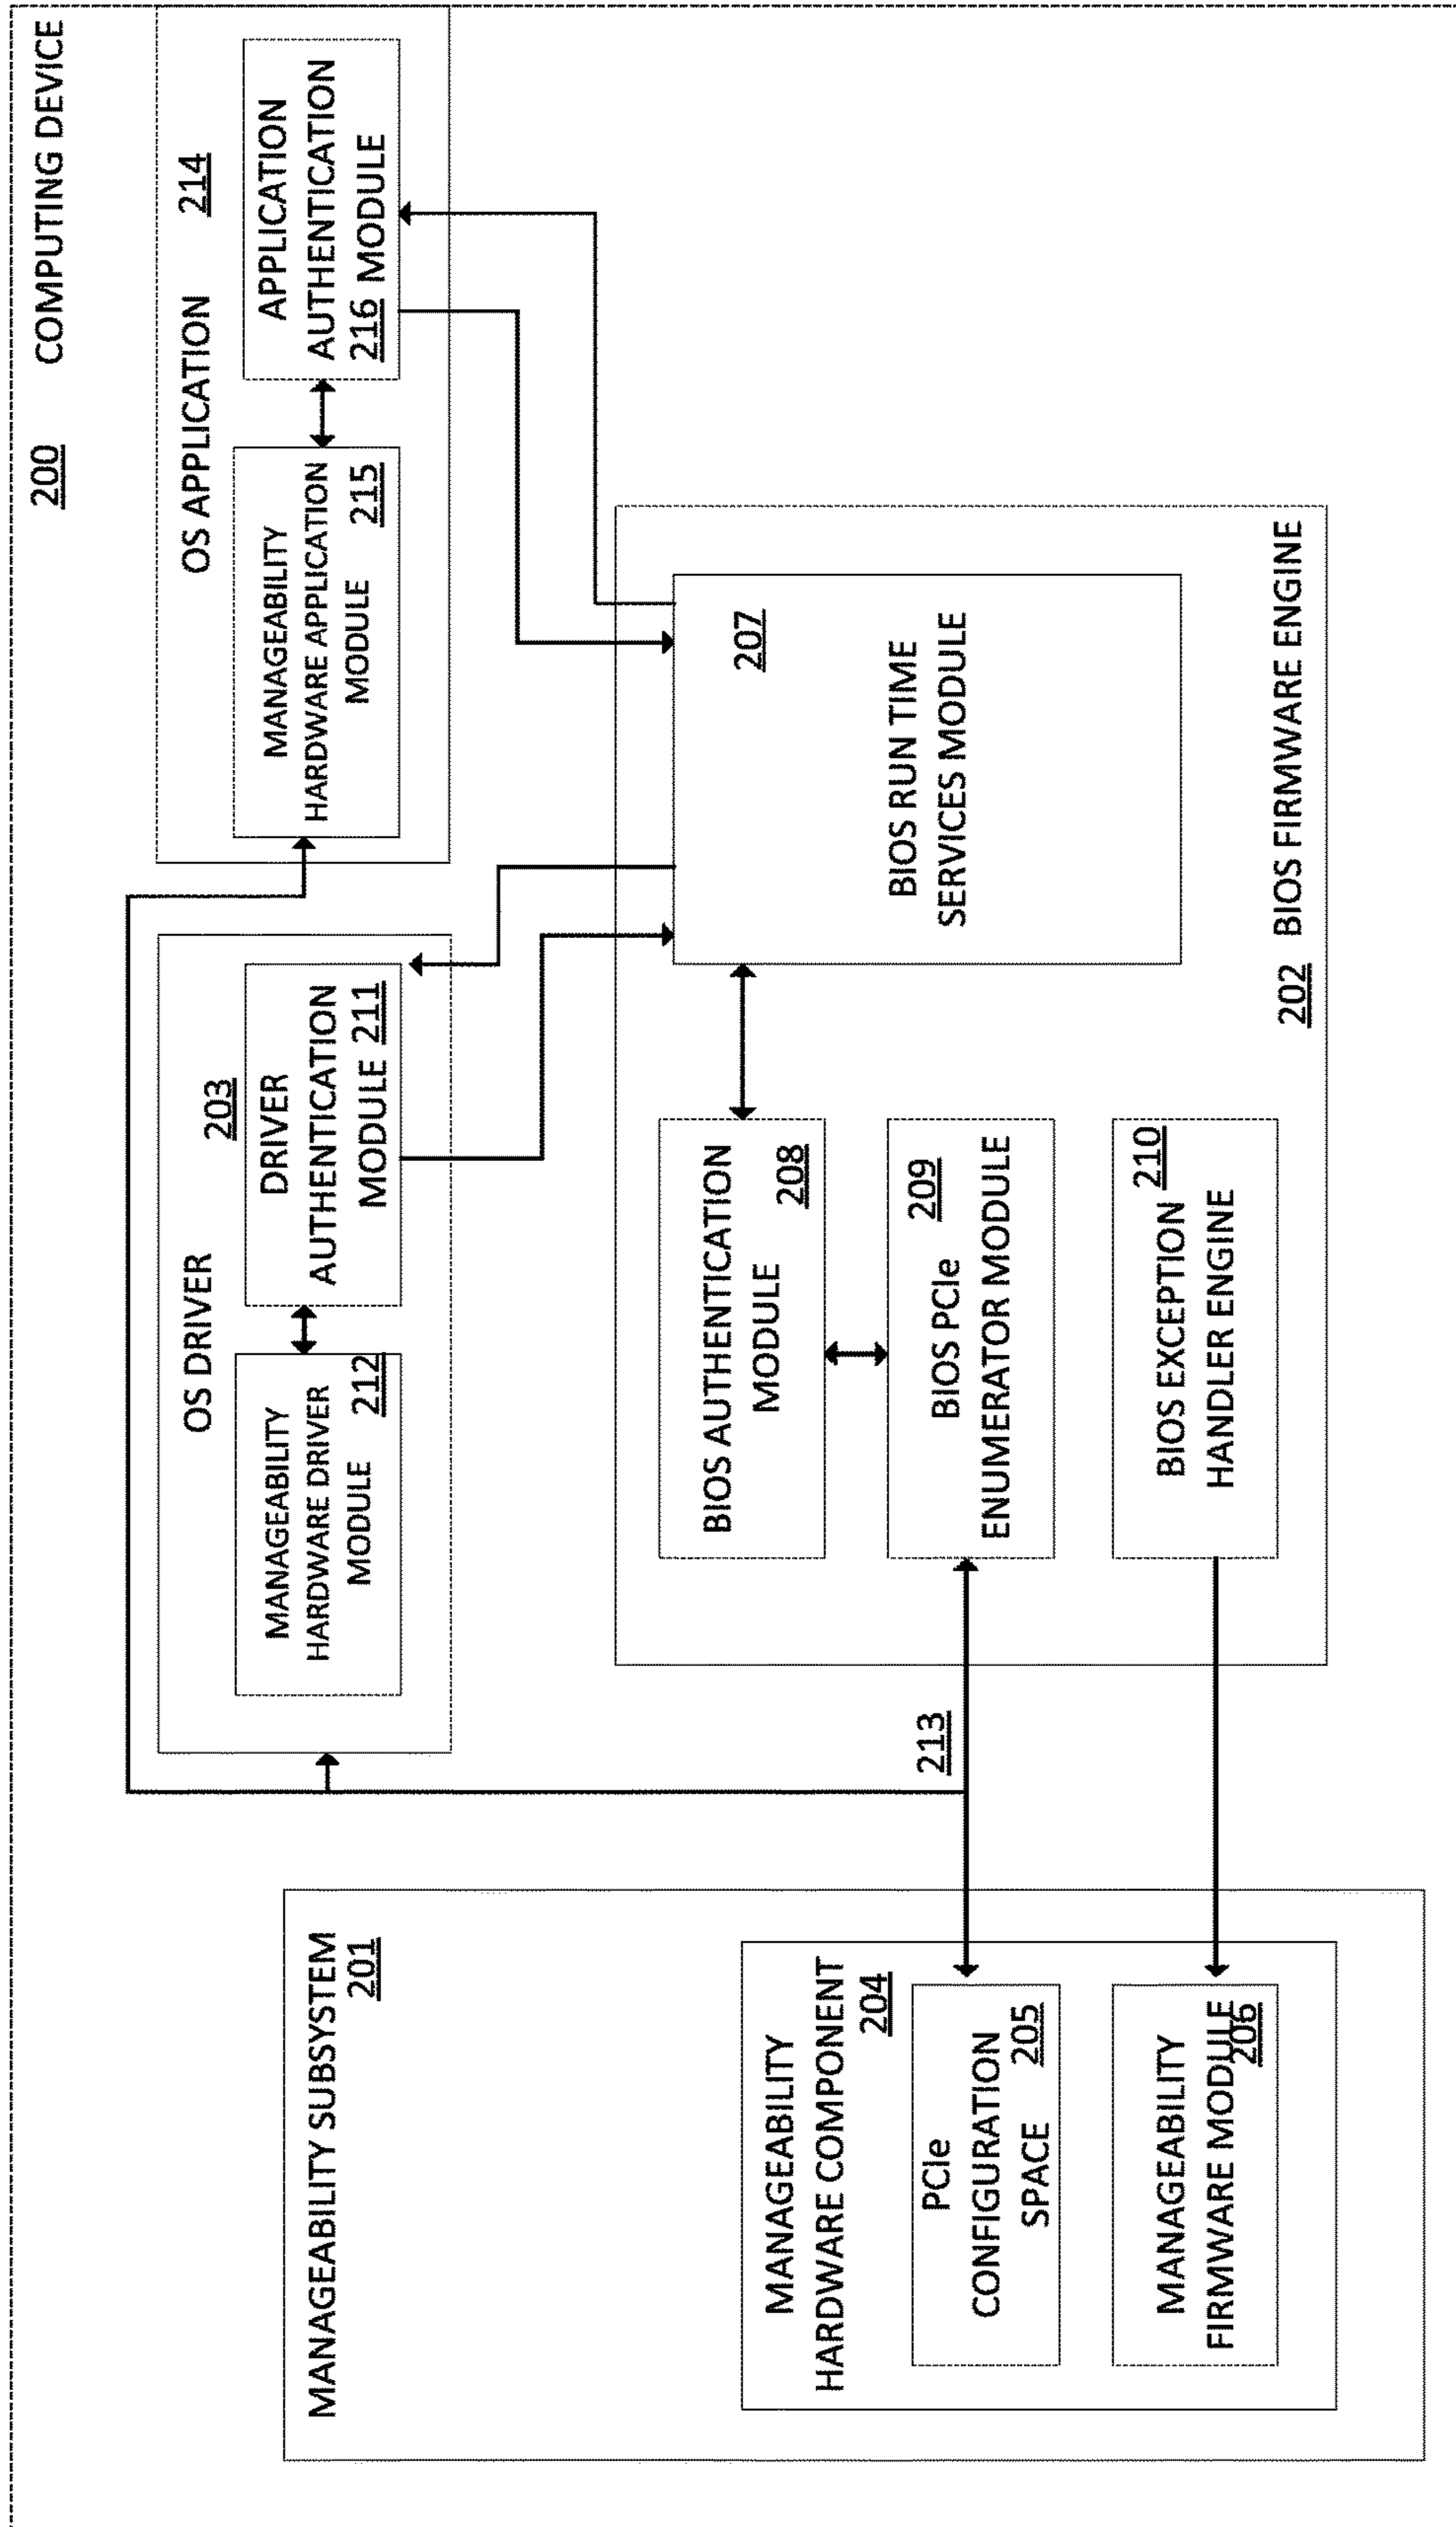 200 COMPUTING DEVICE
OS DRIVER 203
MANAGEABILITY
HARDWARE DRIVER
MODULE 212
DRIVER
AUTHENTICATION
MODULE 211
OS APPLICATION 214
MANAGEABILITY
HARDWARE APPLICATION
MODULE 215
APPLICATION
AUTHENTICATION
216 MODULE
MANAGEABILITY SUBSYSTEM
201
MANAGEABILITY
HARDWARE COMPONENT
204
PCIe
CONFIGURATION
SPACE 205
MANAGEABILITY
FIRMWARE MODULE
206
213
BIOS AUTHENTICATION
MODULE 208
209
BIOS PCIe
ENUMERATOR MODULE
210
BIOS EXCEPTION
HANDLER ENGINE
207
BIOS RUN TIME
SERVICES MODULE
202 BIOS FIRMWARE ENGINE